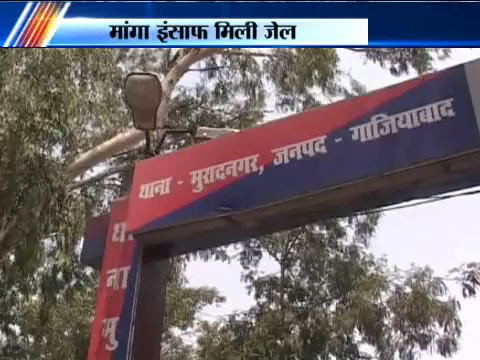 मांगा इंसाफ मिली जेल
थाना - मुरादनगर, जनपद - गाजियाबाद
था
ना
मु